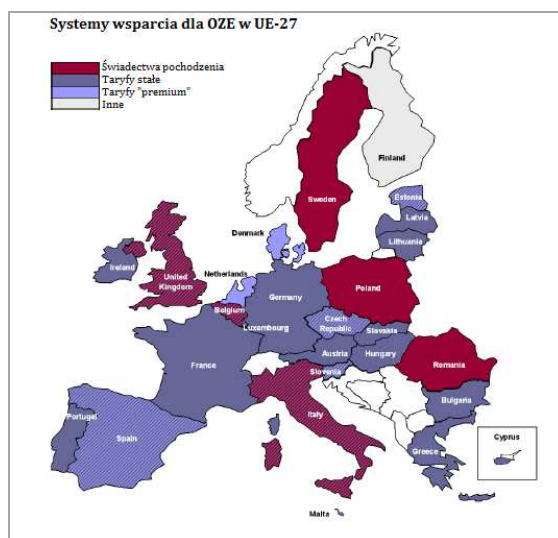 Systemy wsparcia dla OZE w UE-27
Świadectwa pochodzenia
Taryfy stałe
Taryfy "premium"
Inne
Finland
Sweden
Estonia
Latvia
Lithuania
Denmark
Ireland
United
Kingdom
Netherlands
Belgium
Germany
Poland
Luxembourg
Czech
Republic
Slovakia
Austria
Hungary
France
Slovenia
Romania
Italy
Bulgaria
Portugal
Spain
Greece
Cyprus
Malta